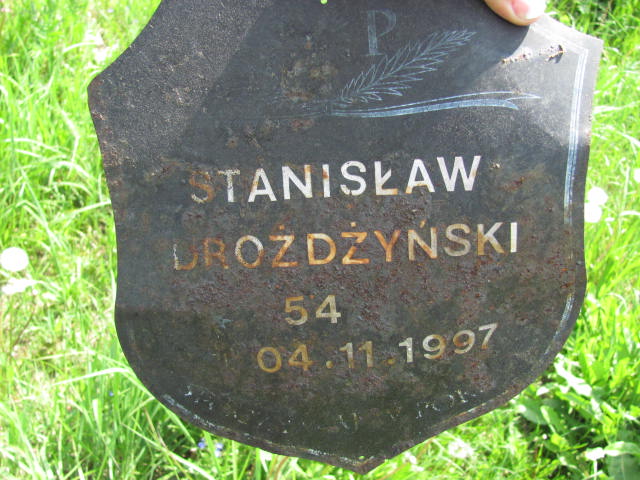 P
STANISŁAW
DROŻDŻYŃSKI
54
04.11.1997